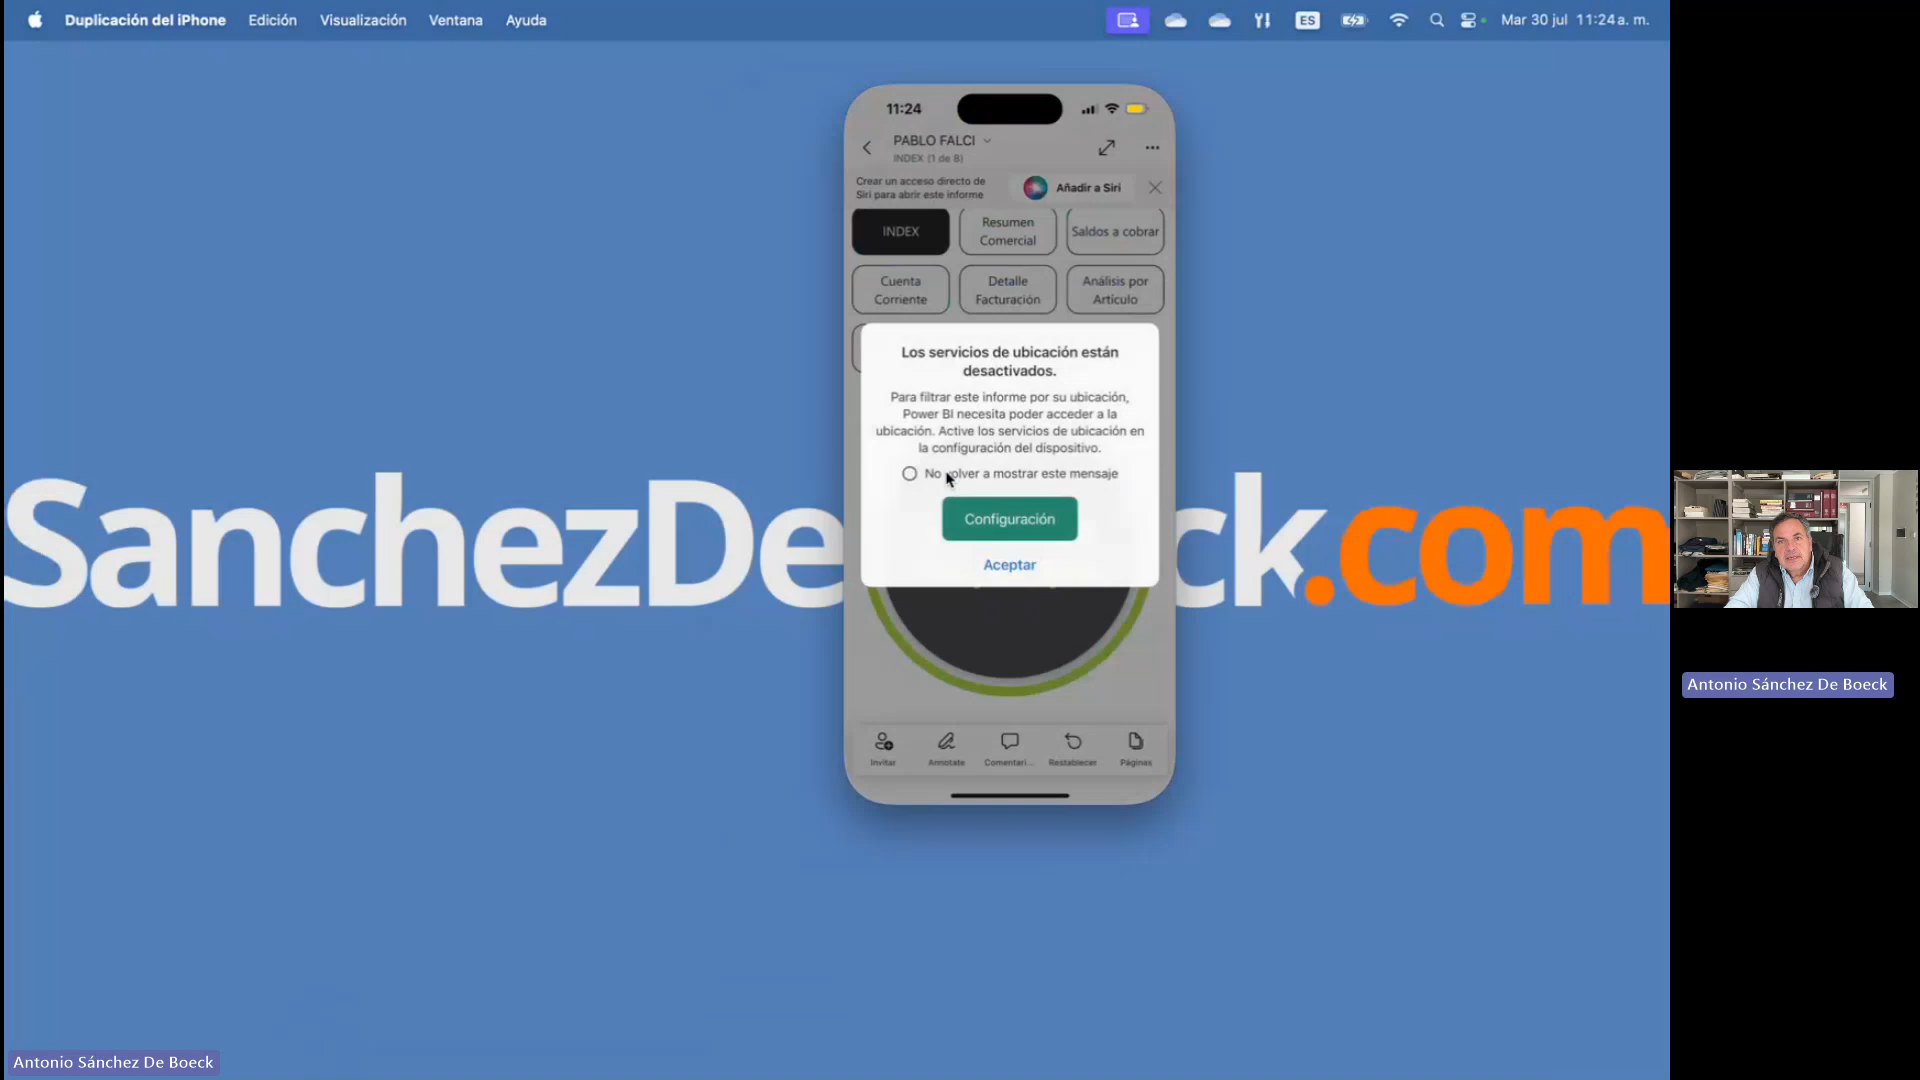 Duplicación del iPhone Edición Visualización Ventana Ayuda ES Mar 30 jul 11:24 a. m.
11:24
PABLO FALCI
INDEX (1 de 8)
Crear un acceso directo de
Siri para abrir este informe
Añadir a Siri
INDEX
Resumen
Comercial
Saldos a cobrar
Cuenta
Corriente
Detalle
Facturación
Análisis por
Artículo
Los servicios de ubicación están
desactivados.
Para filtrar este informe por su ubicación,
Power BI necesita poder acceder a la
ubicación. Active los servicios de ubicación en
la configuración del dispositivo.
No volver a mostrar este mensaje
Configuración
Aceptar
SanchezDe
ck.com
Invitar
Annotate
Comentari...
Restablecer
Páginas
Antonio Sánchez De Boeck
Antonio Sánchez De Boeck